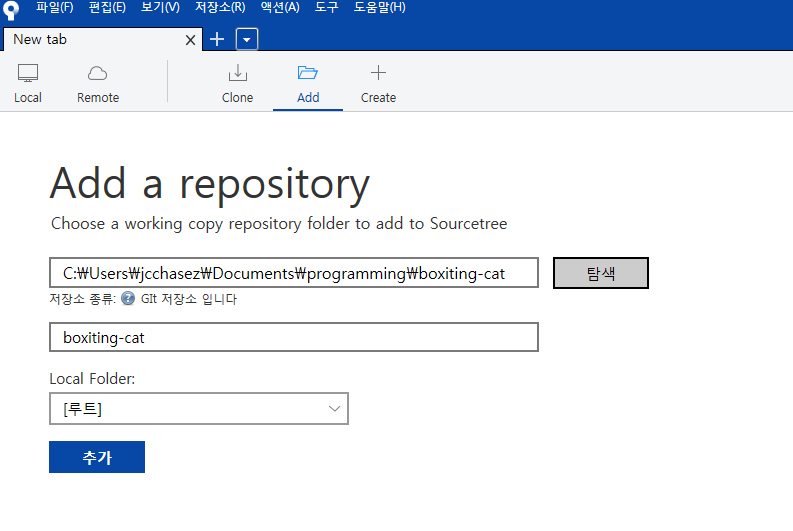 파일(F) 편집(E) 보기(V) 저장소(R) 액션(A) 도구 도움말(H)
New tab
Local Remote Clone Add Create
Add a repository
Choose a working copy repository folder to add to Sourcetree
C:₩Users₩jcchasez₩Documents₩programming₩boxiting-cat 탐색
저장소 종류: GIt 저장소 입니다
boxiting-cat
Local Folder:
[루트]
추가